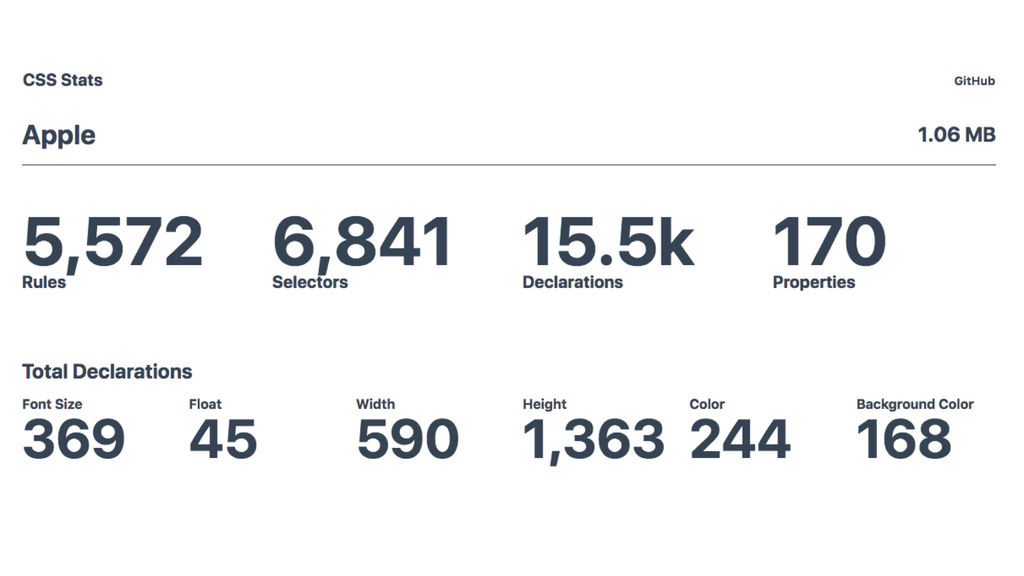 CSS Stats
GitHub
Apple
1.06 MB
5,572
6,841
15.5k
170
Rules
Selectors
Declarations
Properties
Total Declarations
Font Size
Float
Width
Height
Color
Background Color
369
45
590
1,363
244
168